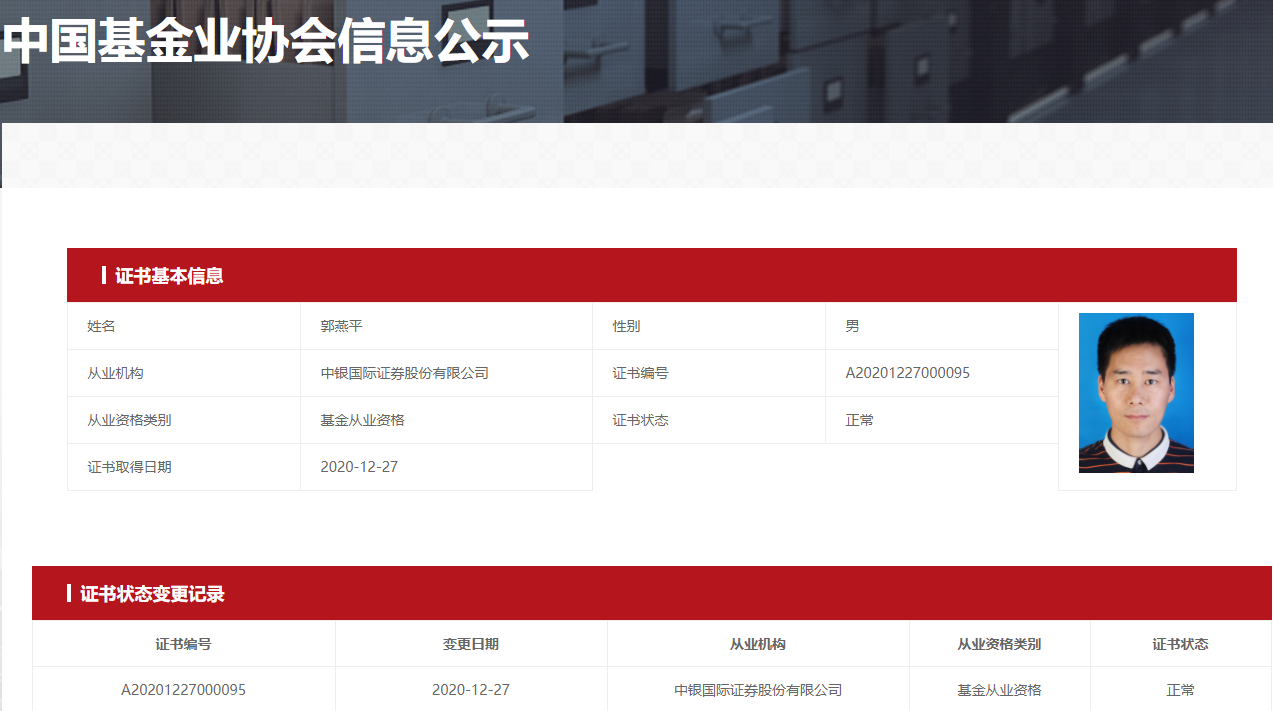 中国基金业协会信息公示
证书基本信息
姓名 郭燕平 性别 男
从业机构 中银国际证券股份有限公司 证书编号 A20201227000095
从业资格类别 基金从业资格 证书状态 正常
证书取得日期 2020-12-27
证书状态变更记录
证书编号 变更日期 从业机构 从业资格类别 证书状态
A20201227000095 2020-12-27 中银国际证券股份有限公司 基金从业资格 正常